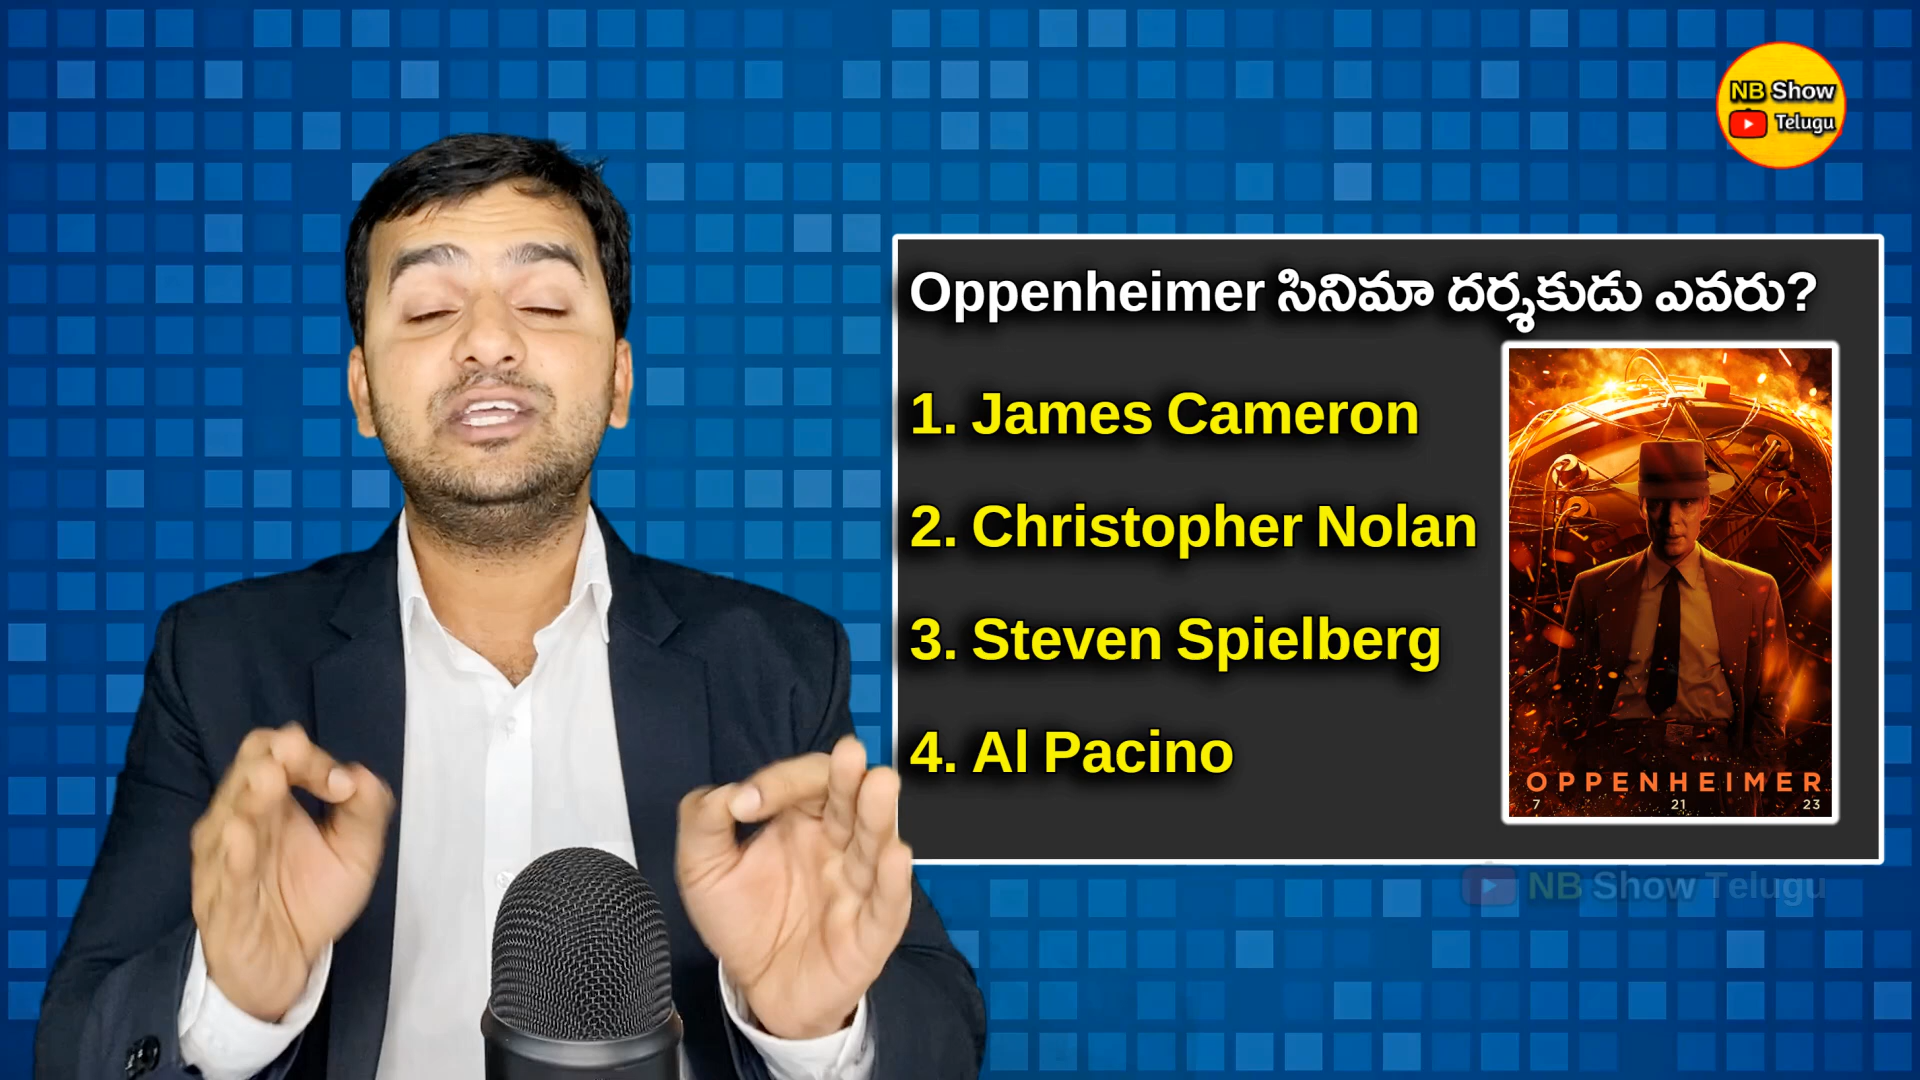 NB Show
Telugu
Oppenheimer సినిమా దర్శకుడు ఎవరు?
1. James Cameron
2. Christopher Nolan
3. Steven Spielberg
4. Al Pacino
OPPENHEIMER
7 21 23
NB Show Telugu